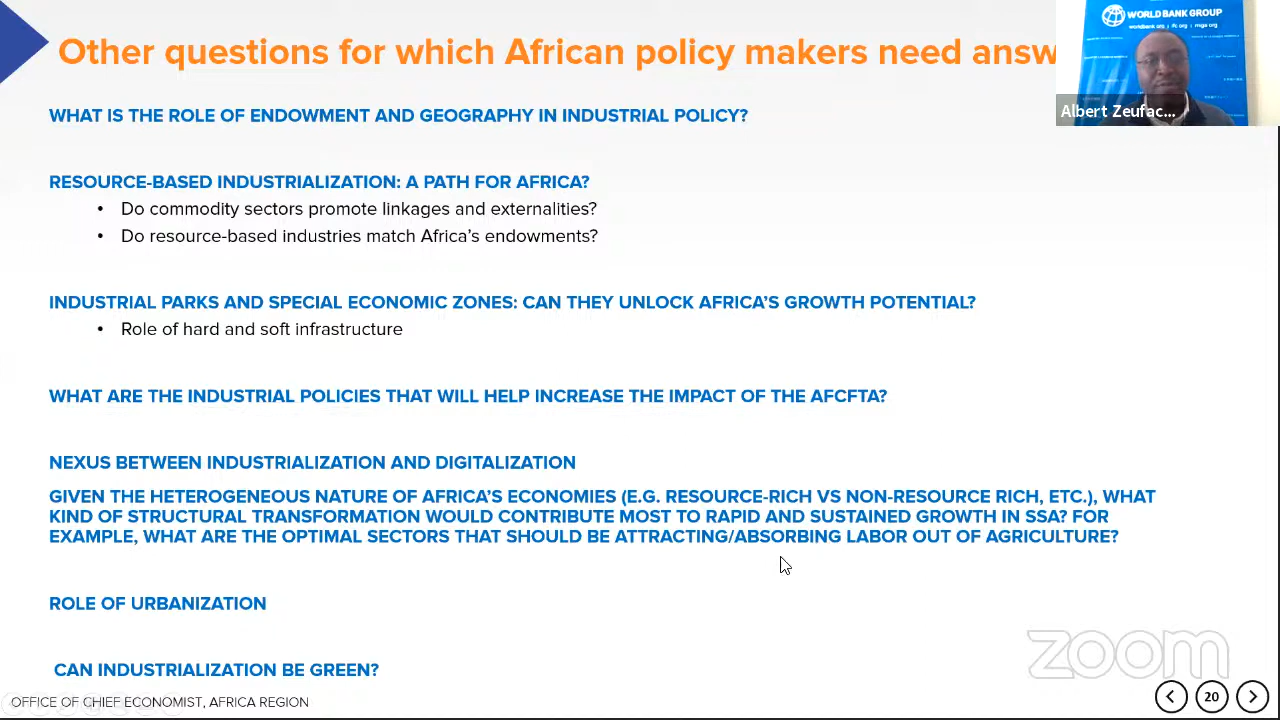 Other questions for which African policy makers need answ
WORLD BANK GROUP
Albert Zeufac...
WHAT IS THE ROLE OF ENDOWMENT AND GEOGRAPHY IN INDUSTRIAL POLICY?
RESOURCE-BASED INDUSTRIALIZATION: A PATH FOR AFRICA?
• Do commodity sectors promote linkages and externalities?
• Do resource-based industries match Africa's endowments?
INDUSTRIAL PARKS AND SPECIAL ECONOMIC ZONES: CAN THEY UNLOCK AFRICA'S GROWTH POTENTIAL?
• Role of hard and soft infrastructure
WHAT ARE THE INDUSTRIAL POLICIES THAT WILL HELP INCREASE THE IMPACT OF THE AFCFTA?
NEXUS BETWEEN INDUSTRIALIZATION AND DIGITALIZATION
GIVEN THE HETEROGENEOUS NATURE OF AFRICA'S ECONOMIES (E.G. RESOURCE-RICH VS NON-RESOURCE RICH, ETC.), WHAT
KIND OF STRUCTURAL TRANSFORMATION WOULD CONTRIBUTE MOST TO RAPID AND SUSTAINED GROWTH IN SSA? FOR
EXAMPLE, WHAT ARE THE OPTIMAL SECTORS THAT SHOULD BE ATTRACTING/ABSORBING LABOR OUT OF AGRICULTURE?
ROLE OF URBANIZATION
CAN INDUSTRIALIZATION BE GREEN?
zoom
OFFICE OF CHIEF ECONOMIST, AFRICA REGION
20